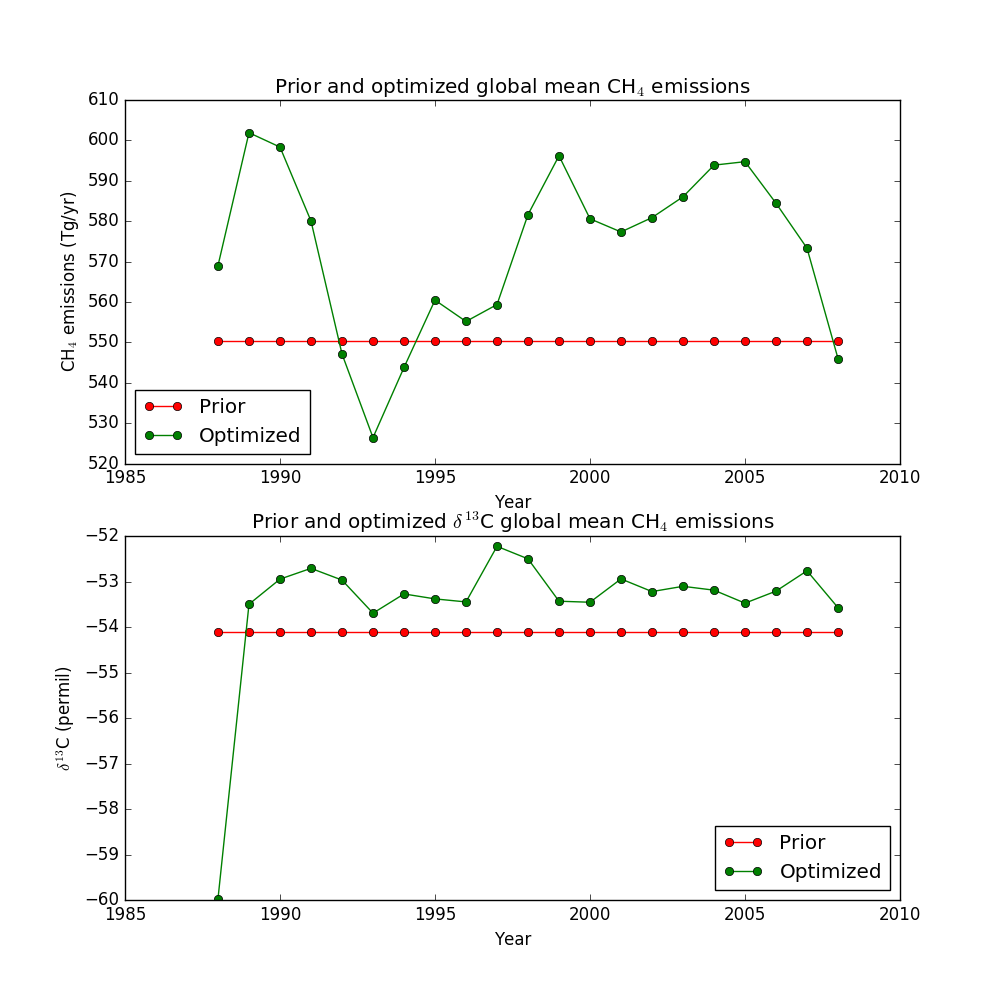 Prior and optimized global mean CH₄ emissions
610
600
590
580
570
560
550
540
530
520
CH₄ emissions (Tg/yr)
Prior
Optimized
1985 1990 1995 2000 2005 2010
Year
Prior and optimized δ¹³C global mean CH₄ emissions
−52
−53
−54
−55
−56
−57
−58
−59
−60
δ¹³C (permil)
Prior
Optimized
1985 1990 1995 2000 2005 2010
Year